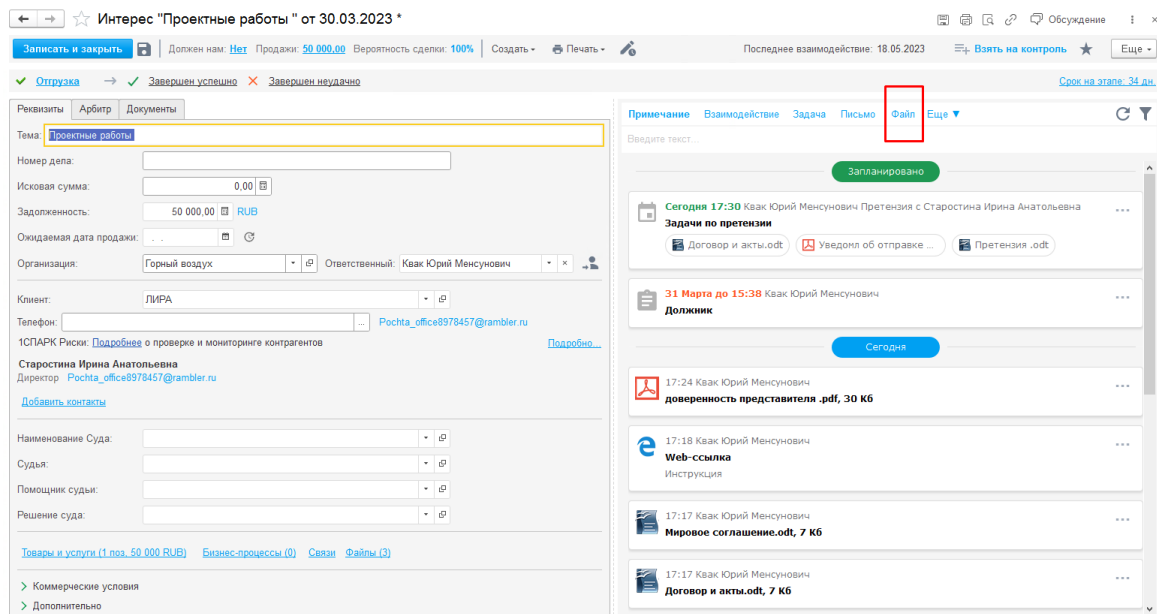 Интерес "Проектные работы " от 30.03.2023 *
Обсуждение
Записать и закрыть
Должен нам: Нет Продажи: 50 000,00 Вероятность сделки: 100%
Создать
Печать
Последнее взаимодействие: 18.05.2023
Взять на контроль
Еще
Отгрузка
Завершен успешно
Завершен неудачно
Срок на этапе: 34 дн.
Реквизиты Арбитр Документы
Тема: Проектные работы
Номер дела:
Исковая сумма: 0,00
Задолженность: 50 000,00 RUB
Ожидаемая дата продажи: . .
Организация: Горный воздух Ответственный: Квак Юрий Менсунович
Клиент: ЛИРА
Телефон: ... Pochta_office8978457@rambler.ru
1СПАРК Риски: Подробнее о проверке и мониторинге контрагентов Подробно...
Старостина Ирина Анатольевна
Директор Pochta_office8978457@rambler.ru
Добавить контакты
Наименование Суда:
Судья:
Помощник судьи:
Решение суда:
Товары и услуги (1 поз. 50 000 RUB) Бизнес-процессы (0) Связи Файлы (3)
Коммерческие условия
Дополнительно
Примечание Взаимодействие Задача Письмо Файл Еще ▼
Введите текст...
Запланировано
Сегодня 17:30 Квак Юрий Менсунович Претензия с Старостина Ирина Анатольевна
Задачи по претензии
Договор и акты.odt Уведомл об отправке ... Претензия .odt
31 Марта до 15:38 Квак Юрий Менсунович
Должник
Сегодня
17:24 Квак Юрий Менсунович
доверенность представителя .pdf, 30 Кб
17:18 Квак Юрий Менсунович
Web-ссылка
Инструкция
17:17 Квак Юрий Менсунович
Мировое соглашение.odt, 7 Кб
17:17 Квак Юрий Менсунович
Договор и акты.odt, 7 Кб